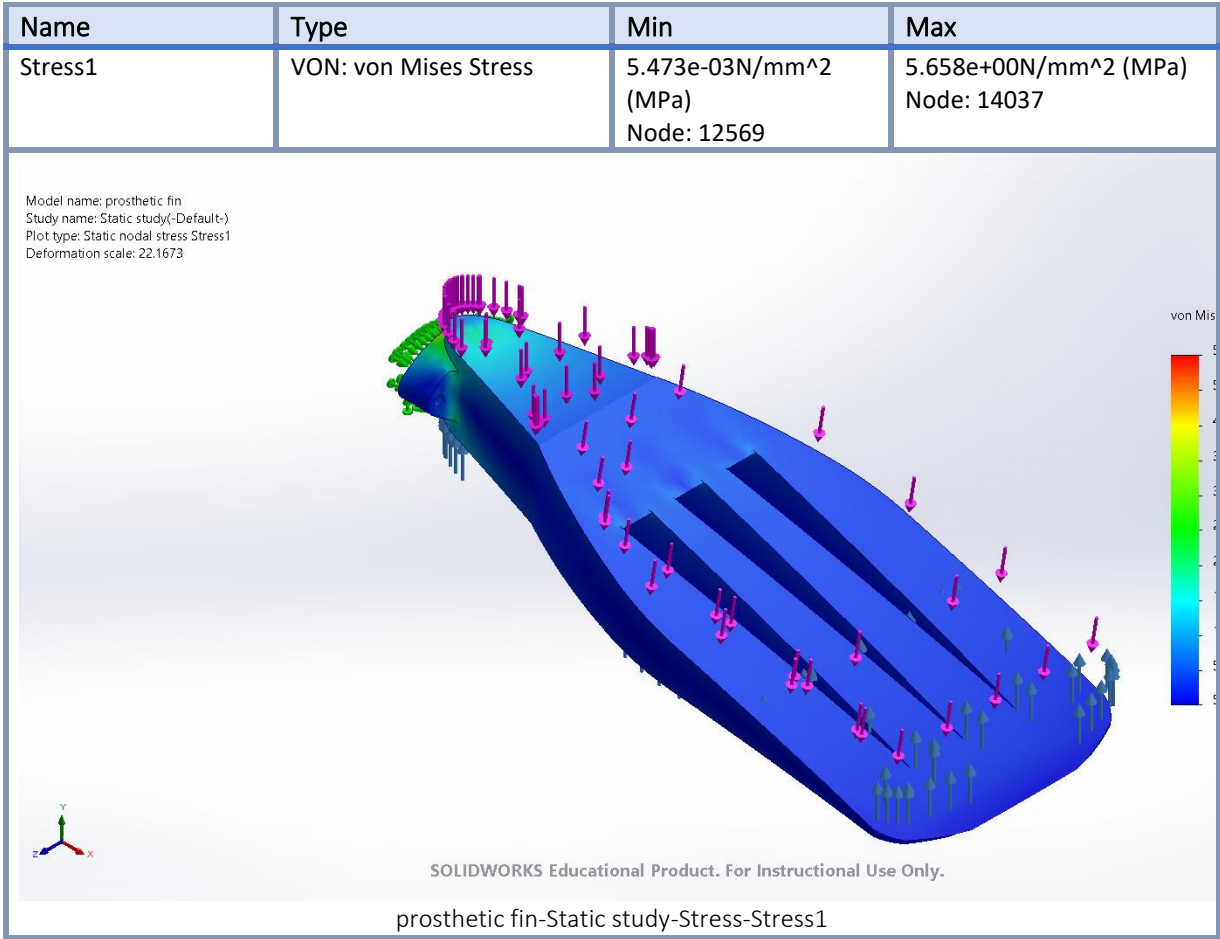 Name Type Min Max
Stress1 VON: von Mises Stress 5.473e-03N/mm^2 5.658e+00N/mm^2 (MPa)
(MPa) Node: 14037
Node: 12569
Model name: prosthetic fin
Study name: Static study(-Default-)
Plot type: Static nodal stress Stress1
Deformation scale: 22.1673
von Mis
Y
Z X
SOLIDWORKS Educational Product. For Instructional Use Only.
prosthetic fin-Static study-Stress-Stress1